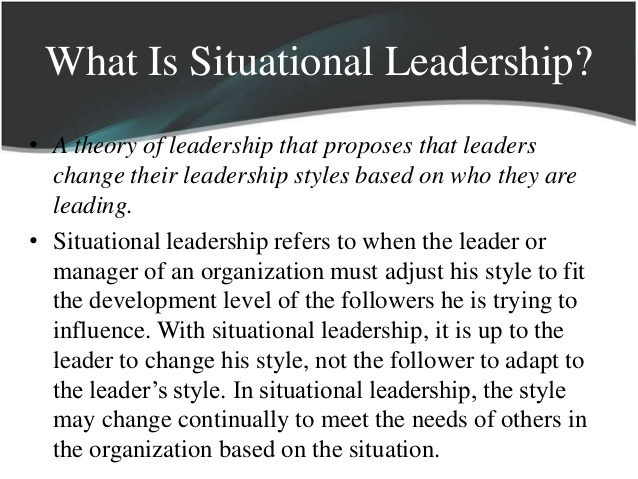 What Is Situational Leadership?
• A theory of leadership that proposes that leaders
change their leadership styles based on who they are
leading.
• Situational leadership refers to when the leader or
manager of an organization must adjust his style to fit
the development level of the followers he is trying to
influence. With situational leadership, it is up to the
leader to change his style, not the follower to adapt to
the leader’s style. In situational leadership, the style
may change continually to meet the needs of others in
the organization based on the situation.